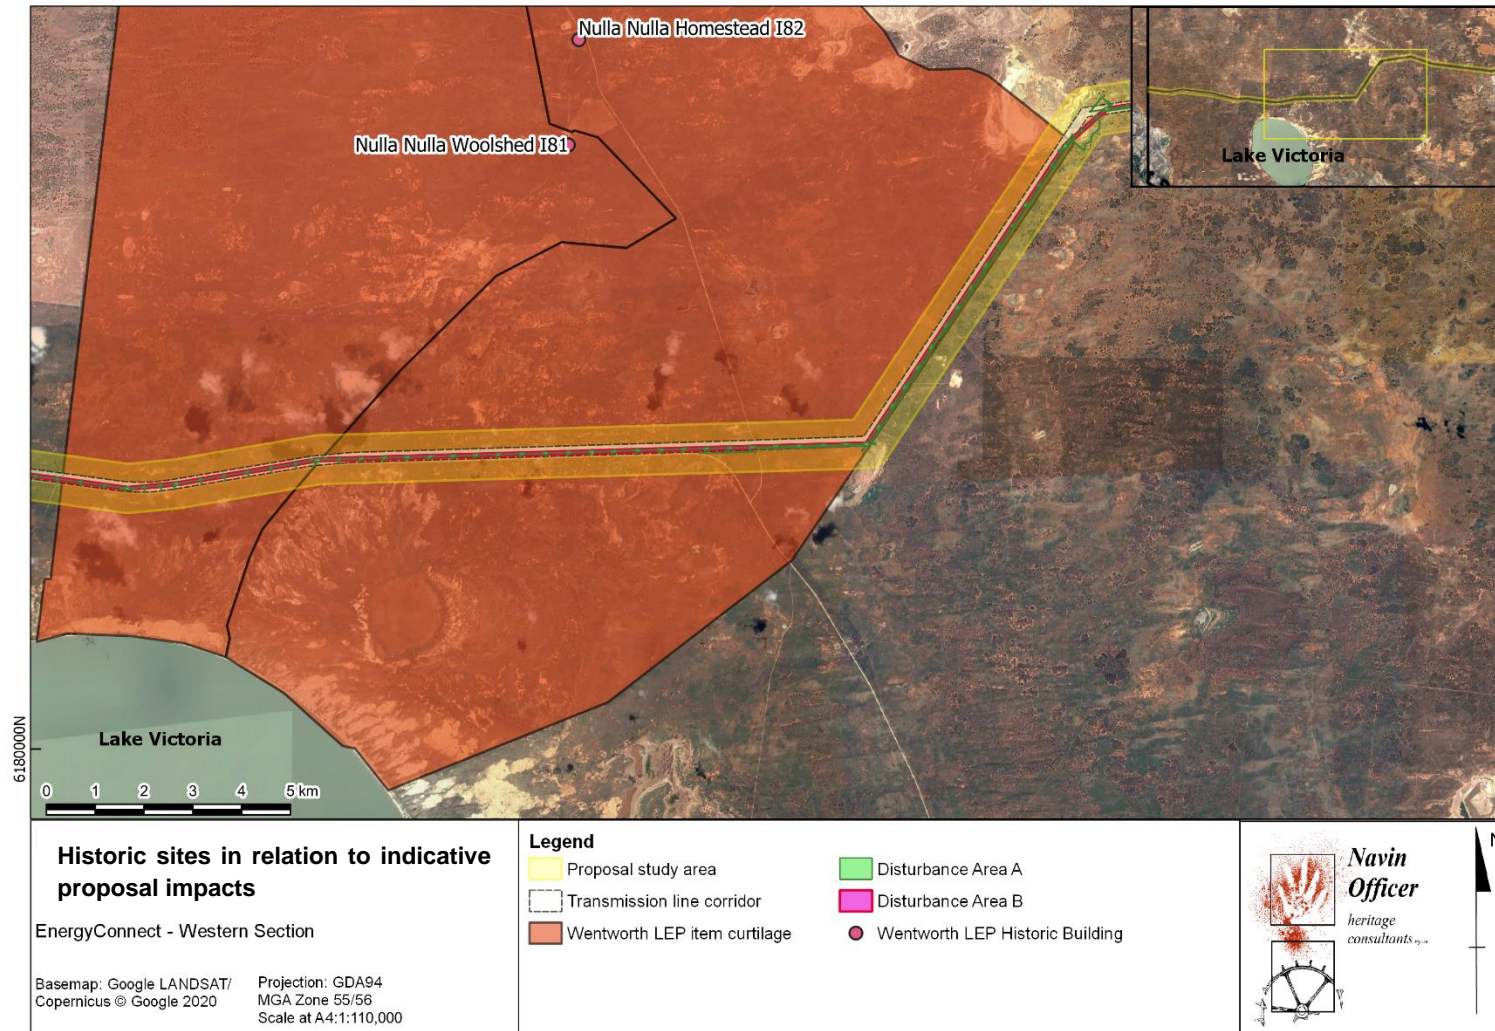 Nulla Nulla Homestead I82
Nulla Nulla Woolshed I81
Lake Victoria
Lake Victoria
6180000N
0 1 2 3 4 5 km
Historic sites in relation to indicative
proposal impacts
EnergyConnect - Western Section
Basemap: Google LANDSAT/
Copernicus © Google 2020
Projection: GDA94
MGA Zone 55/56
Scale at A4:1:110,000
Legend
Proposal study area
Transmission line corridor
Wentworth LEP item curtilage
Disturbance Area A
Disturbance Area B
Wentworth LEP Historic Building
Navin
Officer
heritage
consultants
N